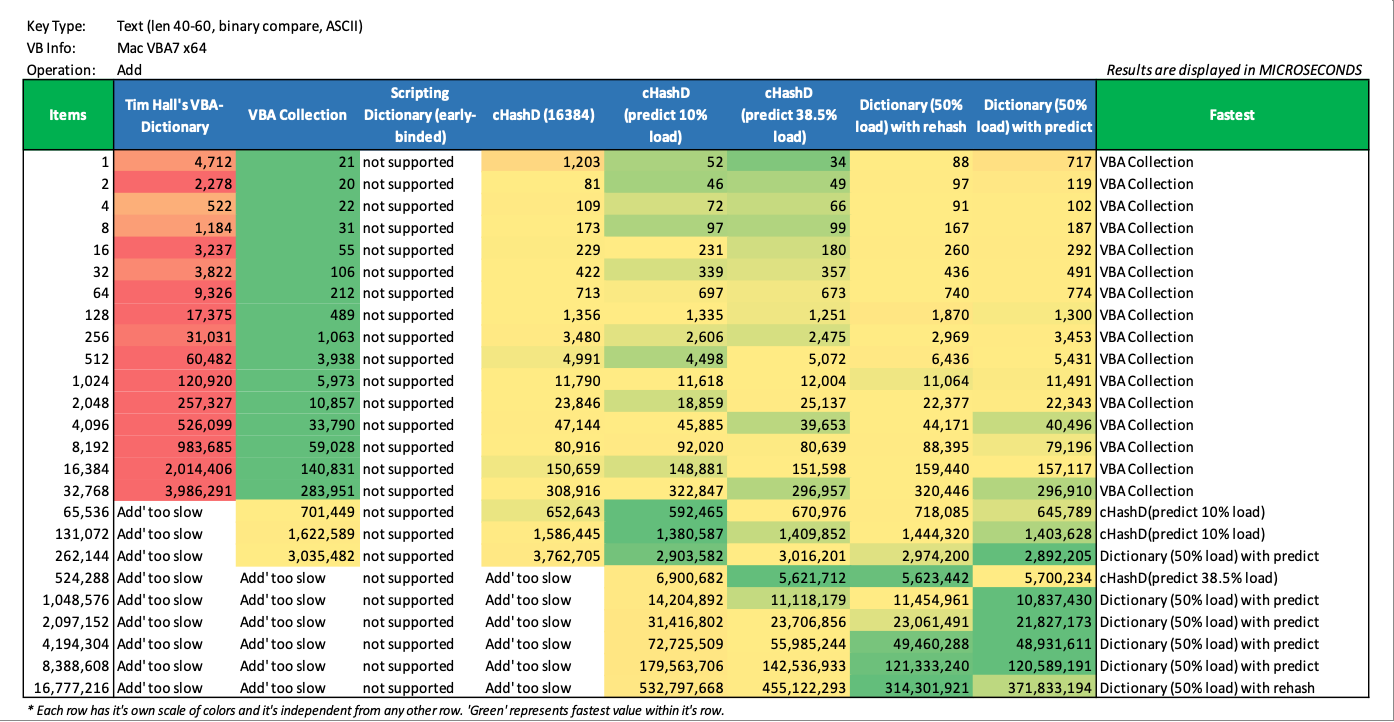 Key Type: Text (len 40-60, binary compare, ASCII)
VB Info: Mac VBA7 x64
Operation: Add Results are displayed in MICROSECONDS
Items Tim Hall's VBA-Dictionary VBA Collection Scripting Dictionary (early-binded) cHashD (16384) cHashD (predict 10% load) cHashD (predict 38.5% load) Dictionary (50% load) with rehash Dictionary (50% load) with predict Fastest
1 4,712 21 not supported 1,203 52 34 88 717 VBA Collection
2 2,278 20 not supported 81 46 49 97 119 VBA Collection
4 522 22 not supported 109 72 66 91 102 VBA Collection
8 1,184 31 not supported 173 97 99 167 187 VBA Collection
16 3,237 55 not supported 229 231 180 260 292 VBA Collection
32 3,822 106 not supported 422 339 357 436 491 VBA Collection
64 9,326 212 not supported 713 697 673 740 774 VBA Collection
128 17,375 489 not supported 1,356 1,335 1,251 1,870 1,300 VBA Collection
256 31,031 1,063 not supported 3,480 2,606 2,475 2,969 3,453 VBA Collection
512 60,482 3,938 not supported 4,991 4,498 5,072 6,436 5,431 VBA Collection
1,024 120,920 5,973 not supported 11,790 11,618 12,004 11,064 11,491 VBA Collection
2,048 257,327 10,857 not supported 23,846 18,859 25,137 22,377 22,343 VBA Collection
4,096 526,099 33,790 not supported 47,144 45,885 39,653 44,171 40,496 VBA Collection
8,192 983,685 59,028 not supported 80,916 92,020 80,639 88,395 79,196 VBA Collection
16,384 2,014,406 140,831 not supported 150,659 148,881 151,598 159,440 157,117 VBA Collection
32,768 3,986,291 283,951 not supported 308,916 322,847 296,957 320,446 296,910 VBA Collection
65,536 Add' too slow 701,449 not supported 652,643 592,465 670,976 718,085 645,789 cHashD(predict 10% load)
131,072 Add' too slow 1,622,589 not supported 1,586,445 1,380,587 1,409,852 1,444,320 1,403,628 cHashD(predict 10% load)
262,144 Add' too slow 3,035,482 not supported 3,762,705 2,903,582 3,016,201 2,974,200 2,892,205 Dictionary (50% load) with predict
524,288 Add' too slow Add' too slow not supported Add' too slow 6,900,682 5,621,712 5,623,442 5,700,234 cHashD(predict 38.5% load)
1,048,576 Add' too slow Add' too slow not supported Add' too slow 14,204,892 11,118,179 11,454,961 10,837,430 Dictionary (50% load) with predict
2,097,152 Add' too slow Add' too slow not supported Add' too slow 31,416,802 23,706,856 23,061,491 21,827,173 Dictionary (50% load) with predict
4,194,304 Add' too slow Add' too slow not supported Add' too slow 72,725,509 55,985,244 49,460,288 48,931,611 Dictionary (50% load) with predict
8,388,608 Add' too slow Add' too slow not supported Add' too slow 179,563,706 142,536,933 121,333,240 120,589,191 Dictionary (50% load) with predict
16,777,216 Add' too slow Add' too slow not supported Add' too slow 532,797,668 455,122,293 314,301,921 371,833,194 Dictionary (50% load) with rehash
* Each row has it's own scale of colors and it's independent from any other row. 'Green' represents fastest value within it's row.